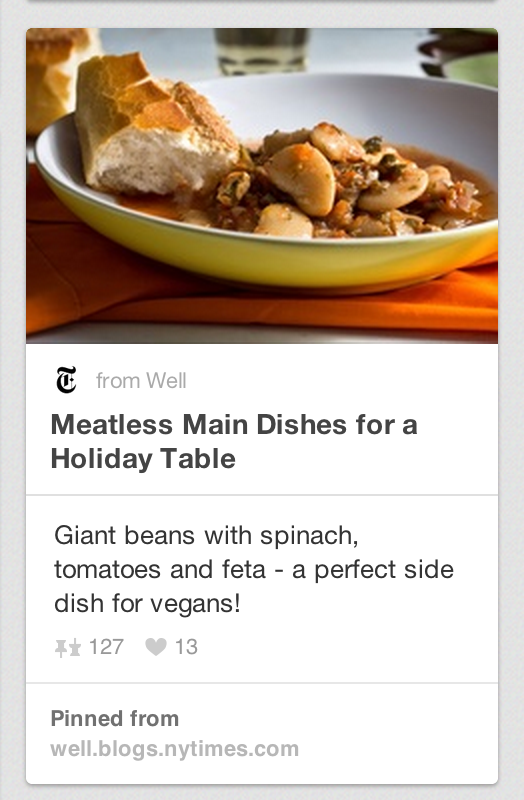 from Well
Meatless Main Dishes for a
Holiday Table
Giant beans with spinach,
tomatoes and feta - a perfect side
dish for vegans!
127 13
Pinned from
well.blogs.nytimes.com